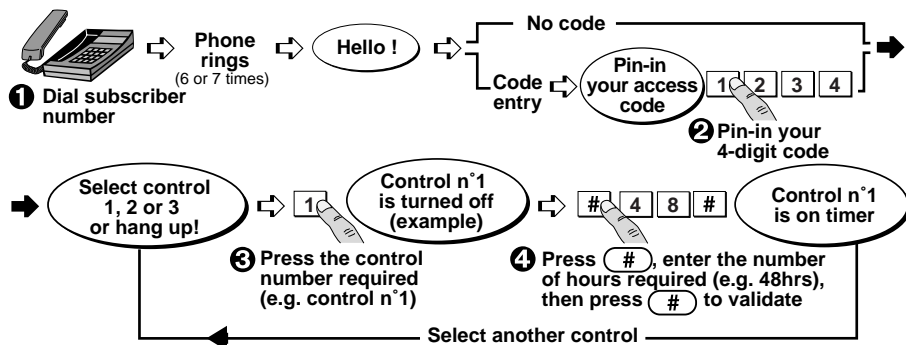 1 Dial subscriber
number
Phone
rings
(6 or 7 times)
Hello !
No code
Code
entry
Pin-in
your access
code
1 2 3 4
2 Pin-in your
4-digit code
Select control
1, 2 or 3
or hang up!
1
Control n°1
is turned off
(example)
3 Press the control
number required
(e.g. control n°1)
# 4 8 #
4 Press #, enter the number
of hours required (e.g. 48hrs),
then press # to validate
Control n°1
is on timer
Select another control